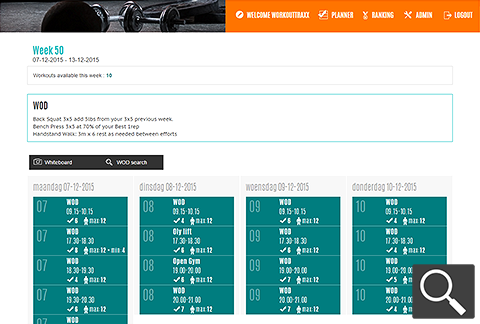 WELCOME WORKOUTTRAXX PLANNER RANKING ADMIN LOGOUT
Week 50
07-12-2015 - 13-12-2015
Workouts available this week : 10
WOD
Back Squat 3x5 add 5lbs from your 3x5 previous week.
Bench Press 3x5 at 70% of your Best 1rep
Handstand Walk: 3m x 6 rest as needed between efforts
Whiteboard WOD search
maandag 07-12-2015
07 WOD
09.15-10.15
6 max 12
07 WOD
17.30-18.30
8 max 12 - min 4
07 WOD
18.30-19.30
4 max 12
07 WOD
19.30-20.30
6 max 12
07 WOD
dinsdag 08-12-2015
08 WOD
09.15-10.15
4 max 12
08 Oly lift
17.30-18.30
6 max 12
08 Open Gym
19.00-20.00
6 max 12
08 WOD
20.00-21.00
7 max 12
woensdag 09-12-2015
09 WOD
09.15-10.15
6 max 12
09 WOD
17.30-18.30
8 max 12
09 WOD
19.00-20.00
7 max 12
09 WOD
20.00-21.00
7 max 12
donderdag 10-12-2015
10 WOD
09.15-10.15
4 max 12
10 WOD
17.30-18.30
4 max 12
10 WOD
19.00-20.00
5
10 WOD
20.00-21.00
7